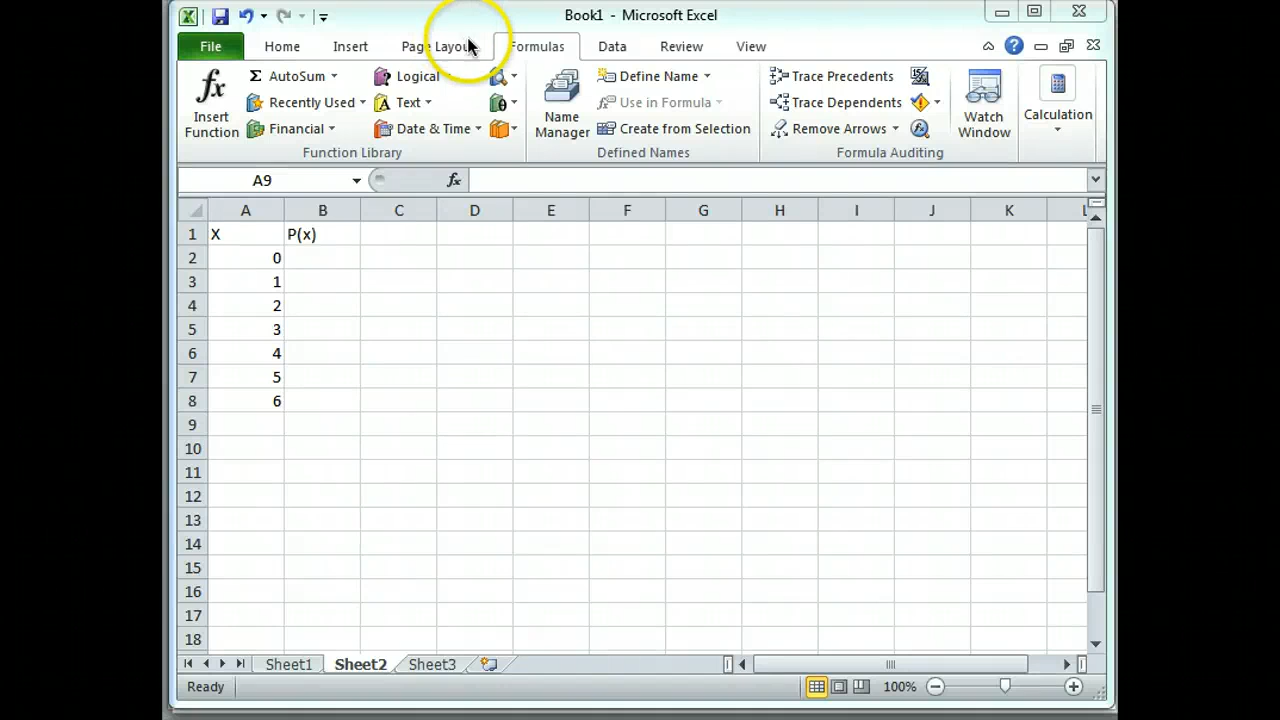 Book1 - Microsoft Excel
File Home Insert Page Layout Formulas Data Review View
Σ AutoSum Logical Define Name Trace Precedents
Recently Used Text Use in Formula Trace Dependents
Financial Date & Time Create from Selection Remove Arrows
fx Insert Function
Name Manager
Watch Window
Calculation
Function Library Defined Names Formula Auditing
A9 fx
A B C D E F G H I J K L
1 X P(x)
2 0
3 1
4 2
5 3
6 4
7 5
8 6
9
10
11
12
13
14
15
16
17
18
Sheet1 Sheet2 Sheet3
Ready 100%